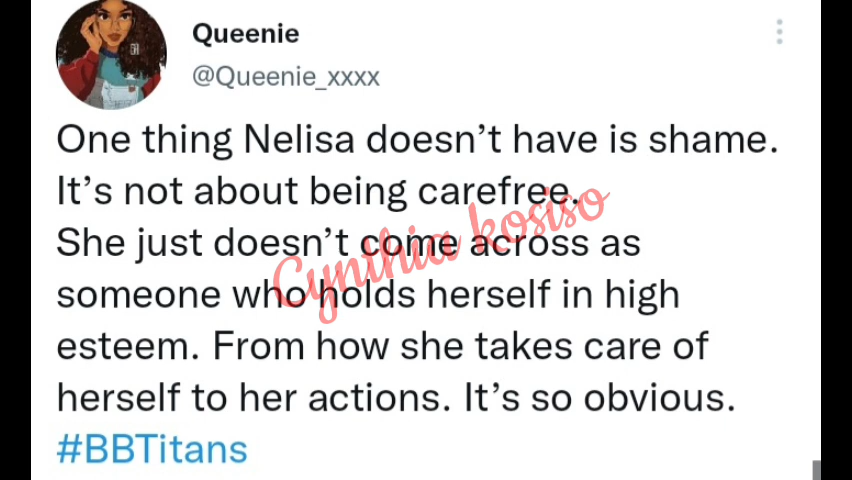 Queenie
@Queenie_xxxx
One thing Nelisa doesn’t have is shame.
It’s not about being carefree.
She just doesn’t come across as
someone who holds herself in high
esteem. From how she takes care of
herself to her actions. It’s so obvious.
#BBTitans
Cynthia kosiso